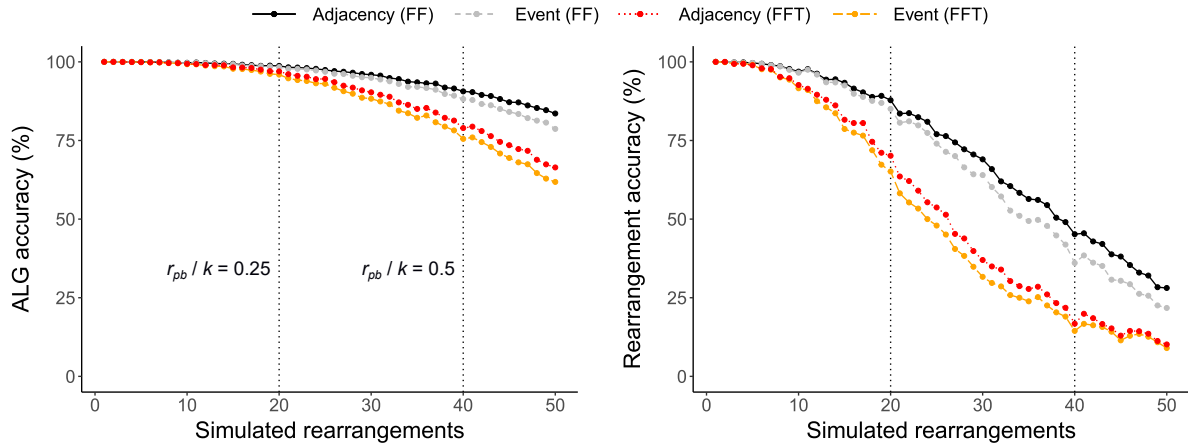 Adjacency (FF) Event (FF) Adjacency (FFT) Event (FFT)
ALG accuracy (%)
100
75
50
25
0
r_pb / k = 0.25
r_pb / k = 0.5
0 10 20 30 40 50
Simulated rearrangements
Rearrangement accuracy (%)
100
75
50
25
0
0 10 20 30 40 50
Simulated rearrangements